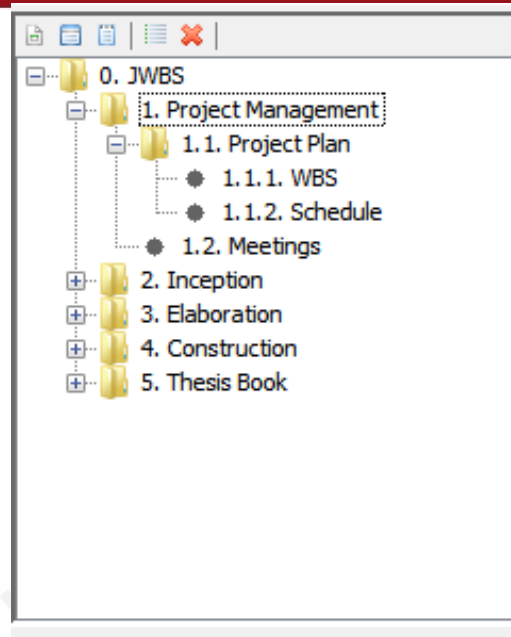 0. JWBS
1. Project Management
1.1. Project Plan
1.1.1. WBS
1.1.2. Schedule
1.2. Meetings
2. Inception
3. Elaboration
4. Construction
5. Thesis Book